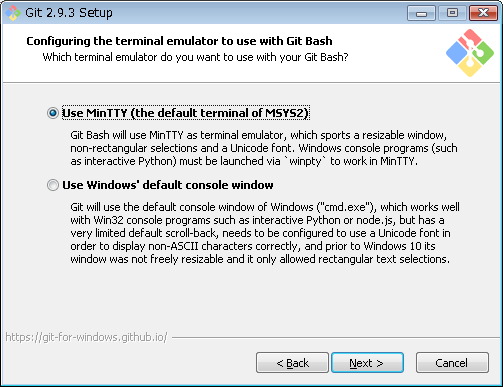 Git 2.9.3 Setup
Configuring the terminal emulator to use with Git Bash
Which terminal emulator do you want to use with your Git Bash?
Use MinTTY (the default terminal of MSYS2)
Git Bash will use MinTTY as terminal emulator, which sports a resizable window,
non-rectangular selections and a Unicode font. Windows console programs (such
as interactive Python) must be launched via `winpty` to work in MinTTY.
Use Windows' default console window
Git will use the default console window of Windows ("cmd.exe"), which works well
with Win32 console programs such as interactive Python or node.js, but has a
very limited default scroll-back, needs to be configured to use a Unicode font in
order to display non-ASCII characters correctly, and prior to Windows 10 its
window was not freely resizable and it only allowed rectangular text selections.
https://git-for-windows.github.io/
< Back Next > Cancel